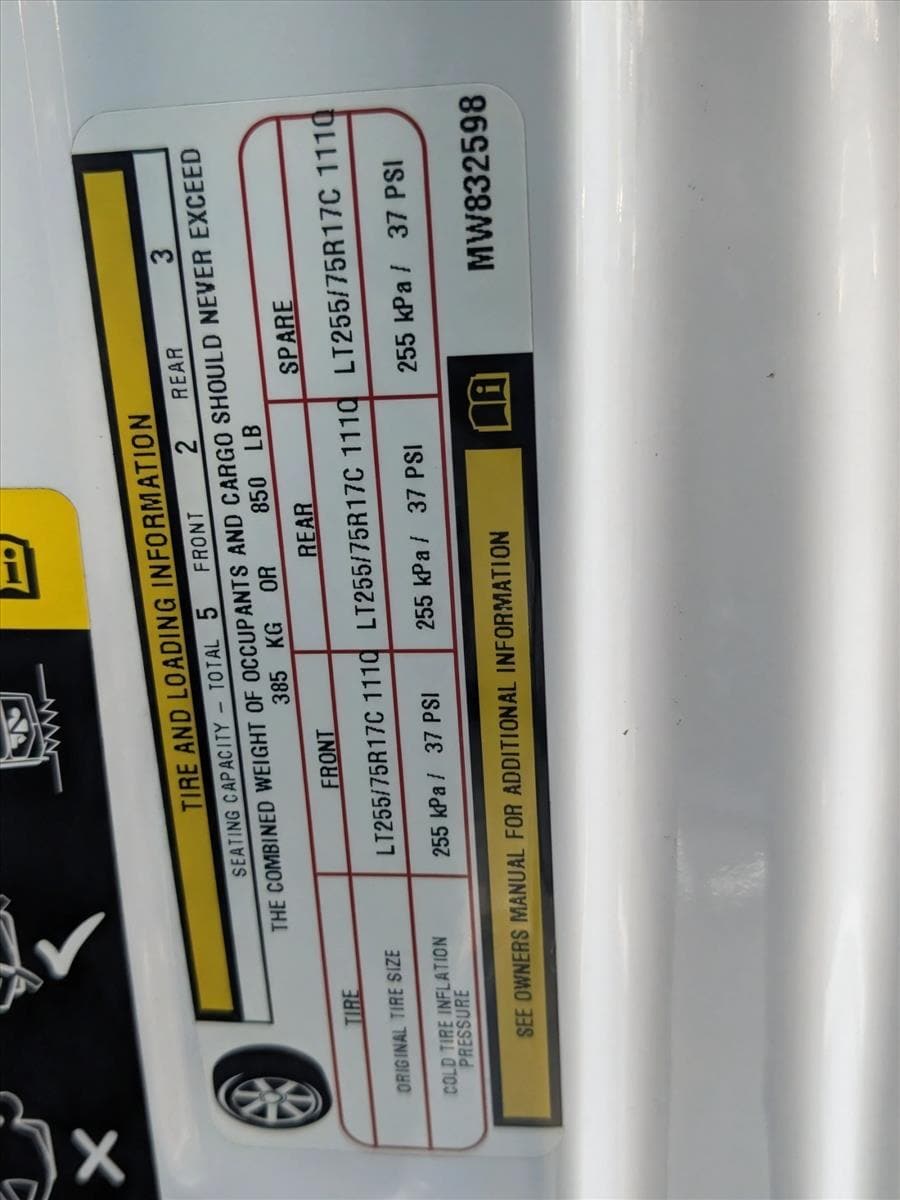 TIRE AND LOADING INFORMATION
SEATING CAPACITY – TOTAL 5 FRONT 2 REAR 3
THE COMBINED WEIGHT OF OCCUPANTS AND CARGO SHOULD NEVER EXCEED
385 KG OR 850 LB
TIRE FRONT REAR SPARE
ORIGINAL TIRE SIZE LT255/75R17C 111Q LT255/75R17C 111Q LT255/75R17C 111Q
COLD TIRE INFLATION PRESSURE 255 kPa / 37 PSI 255 kPa / 37 PSI 255 kPa / 37 PSI
SEE OWNERS MANUAL FOR ADDITIONAL INFORMATION
MW832598